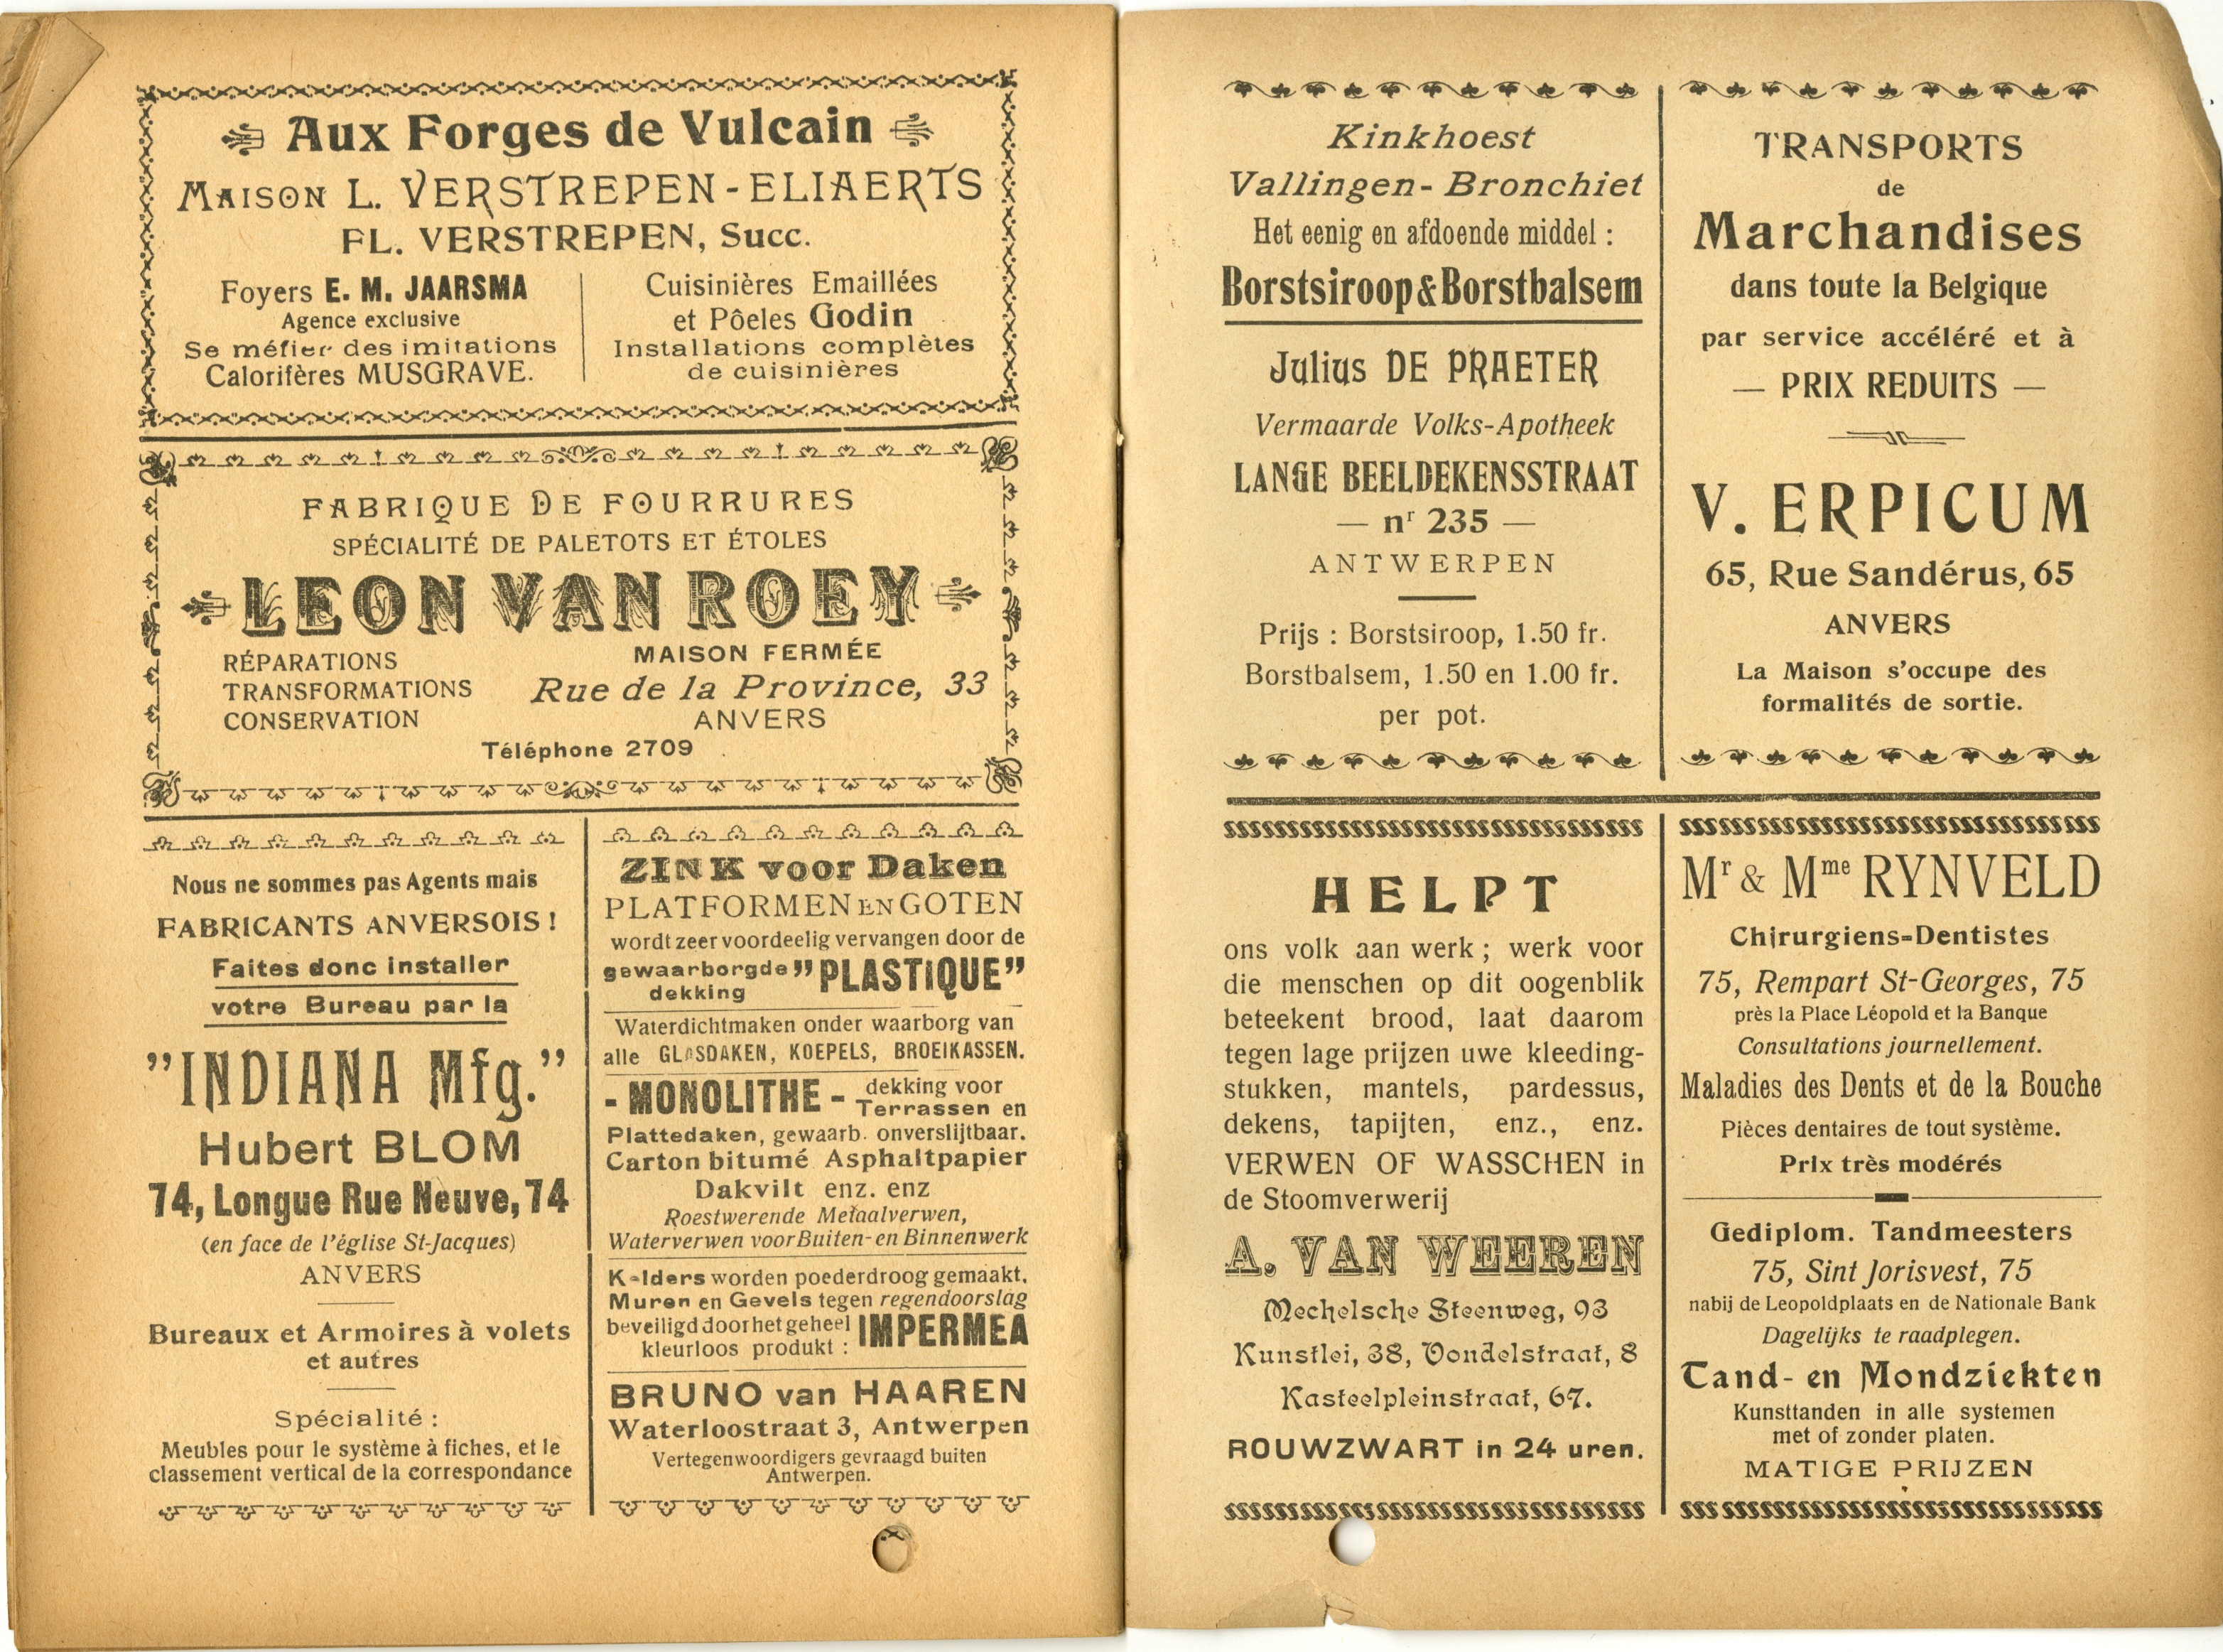 Aux Forges de Vulcain
MAISON L. VERSTREPEN-ELIAERTS
FL. VERSTREPEN, Succ.
Foyers E. M. JAARSMA
Agence exclusive
Se méfier des imitations
Calorifères MUSGRAVE.
Cuisinières Emaillées
et Pôeles Godin
Installations complètes
de cuisinières
FABRIQUE DE FOURRURES
SPÉCIALITÉ DE PALETOTS ET ÉTOLES
LEON VAN ROEY
RÉPARATIONS
TRANSFORMATIONS
CONSERVATION
MAISON FERMÉE
Rue de la Province, 33
ANVERS
Téléphone 2709
Nous ne sommes pas Agents mais
FABRICANTS ANVERSOIS !
Faites donc installer
votre Bureau par la
"INDIANA Mfg."
Hubert BLOM
74, Longue Rue Neuve, 74
(en face de l'église St-Jacques)
ANVERS
Bureaux et Armoires à volets
et autres
Spécialité :
Meubles pour le système à fiches, et le
classement vertical de la correspondance
ZINK voor Daken
PLATFORMEN EN GOTEN
wordt zeer voordeelig vervangen door de
gewaarborgde
dekking "PLASTIQUE"
Waterdichtmaken onder waarborg van
alle GLASDAKEN, KOEPELS, BROEIKASSEN.
- MONOLITHE - dekking voor
Terrassen en
Plattedaken, gewaarb. onverslijtbaar.
Carton bitumé Asphaltpapier
Dakvilt enz. enz
Roestwerende Metaalverwen,
Waterverwen voor Buiten- en Binnenwerk
Kelders worden poederdroog gemaakt.
Muren en Gevels tegen regendoorslag
beveiligd door het geheel
kleurloos produkt : IMPERMEA
BRUNO van HAAREN
Waterloostraat 3, Antwerpen
Vertegenwoordigers gevraagd buiten
Antwerpen.
Kinkhoest
Vallingen- Bronchiet
Het eenig en afdoende middel :
Borstsiroop & Borstbalsem
Julius DE PRAETER
Vermaarde Volks-Apotheek
LANGE BEELDEKENSSTRAAT
— nr 235 —
ANTWERPEN
Prijs : Borstsiroop, 1.50 fr.
Borstbalsem, 1.50 en 1.00 fr.
per pot.
TRANSPORTS
de
Marchandises
dans toute la Belgique
par service accéléré et à
— PRIX REDUITS —
V. ERPICUM
65, Rue Sandérus, 65
ANVERS
La Maison s'occupe des
formalités de sortie.
HELPT
ons volk aan werk ; werk voor
die menschen op dit oogenblik
beteekent brood, laat daarom
tegen lage prijzen uwe kleeding-
stukken, mantels, pardessus,
dekens, tapijten, enz., enz.
VERWEN OF WASSCHEN in
de Stoomverwerij
A. VAN WEEREN
Mechelsche Steenweg, 93
Kunstlei, 38, Vondelstraat, 8
Kasteelpleinstraat, 67.
ROUWZWART in 24 uren.
Mr & Mme RYNVELD
Chirurgiens-Dentistes
75, Rempart St-Georges, 75
près la Place Léopold et la Banque
Consultations journellement.
Maladies des Dents et de la Bouche
Pièces dentaires de tout système.
Prix très modérés
Gediplom. Tandmeesters
75, Sint Jorisvest, 75
nabij de Leopoldplaats en de Nationale Bank
Dagelijks te raadplegen.
Tand- en Mondziekten
Kunsttanden in alle systemen
met of zonder platen.
MATIGE PRIJZEN